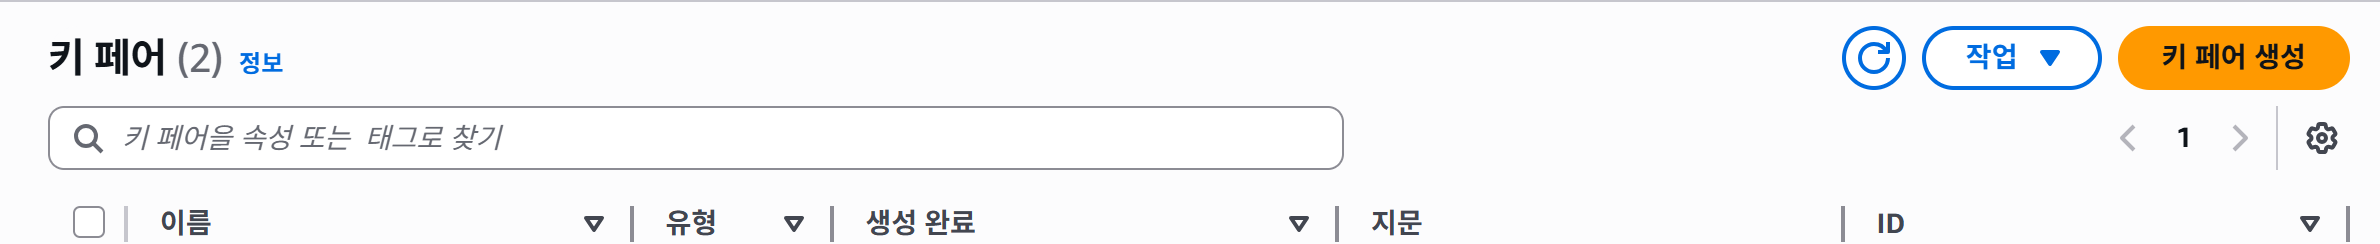 키 페어 (2) 정보 작업 키 페어 생성
키 페어을 속성 또는 태그로 찾기 1
이름 유형 생성 완료 지문 ID